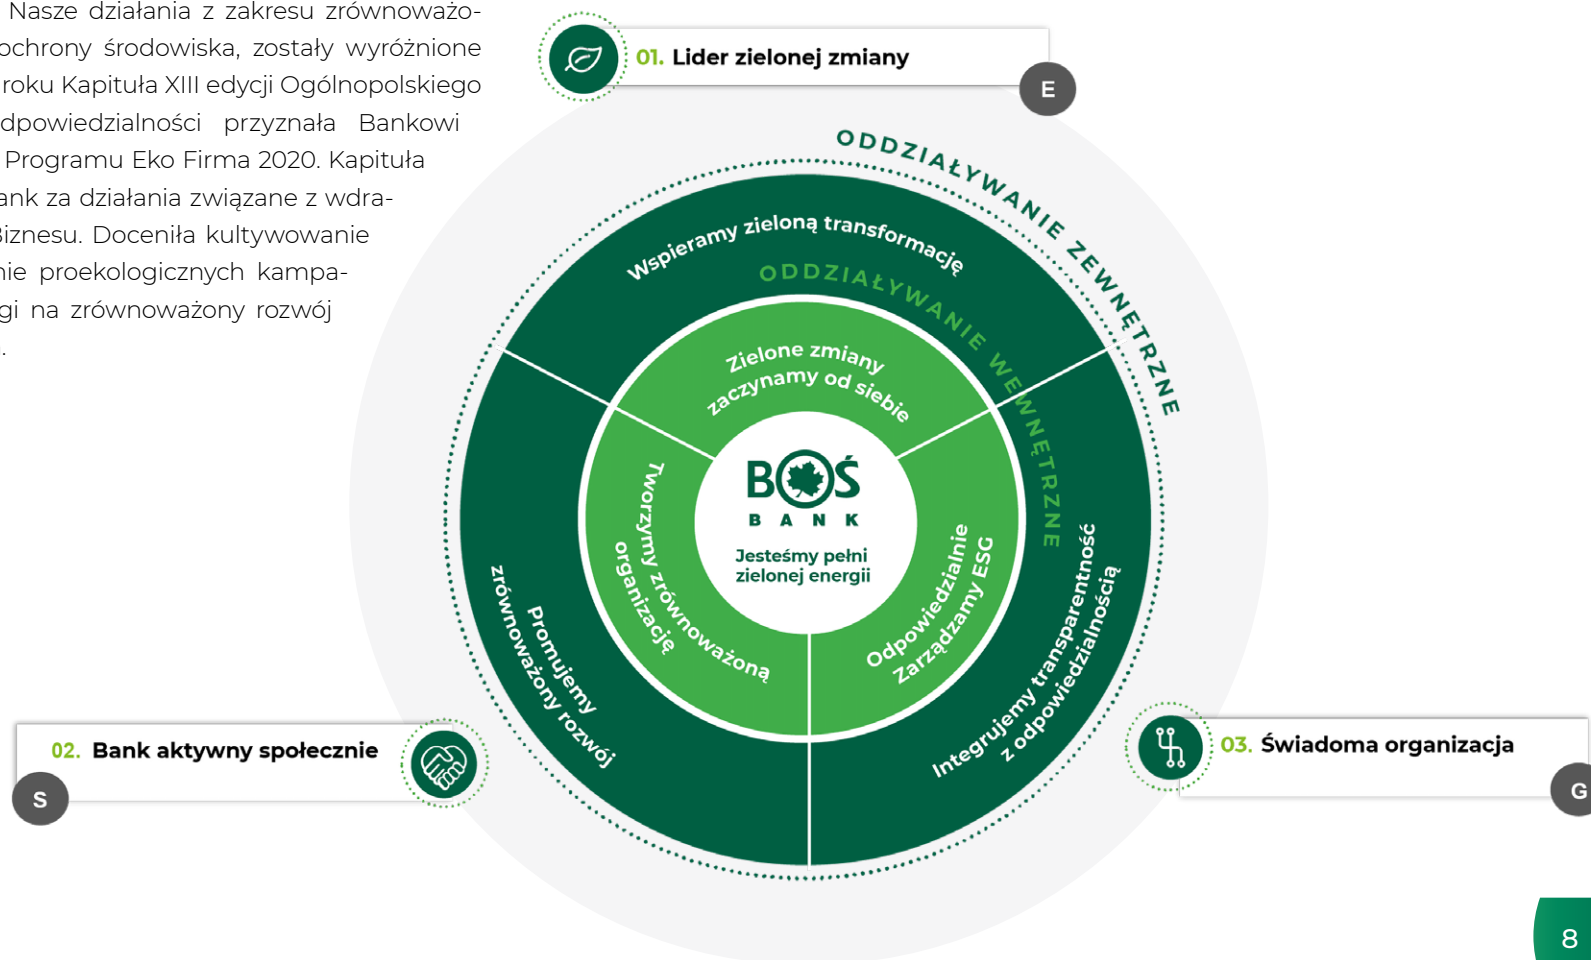 Nasze działania z zakresu zrównoważo-
ochrony środowiska, zostały wyróżnione
roku Kapituła XIII edycji Ogólnopolskiego
dpowiedzialności przyznała Bankowi
Programu Eko Firma 2020. Kapituła
ank za działania związane z wdra-
Biznesu. Doceniła kultywowanie
nie proekologicznych kampa-
gi na zrównoważony rozwój
01. Lider zielonej zmiany
E
ODDZIAŁYWANIE ZEWNĘTRZNE
Wspieramy zieloną transformację
ODDZIAŁYWANIE WEWNĘTRZNE
Zielone zmiany
zaczynamy od siebie
BOŚ
BANK
Jesteśmy pełni
zielonej energii
Tworzymy zrównoważoną
organizację
Odpowiedzialnie
Zarządzamy ESG
Promujemy
zrównoważony rozwój
Integrujemy transparentność
z odpowiedzialnością
02. Bank aktywny społecznie
S
03. Świadoma organizacja
G
8